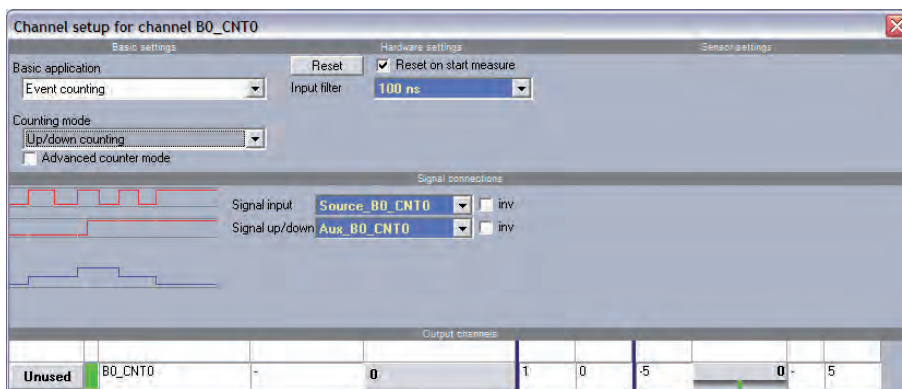 Channel setup for channel B0_CNT0
Basic settings
Hardware settings
Sensor settings
Basic application
Reset
Reset on start measure
Event counting
Input filter
100 ns
Counting mode
Up/down counting
Advanced counter mode
Signal connections
Signal input
Source_B0_CNT0
inv
Signal up/down
Aux_B0_CNT0
inv
Output channels
Unused
B0_CNT0
-
0
1
0
-5
0
-
5